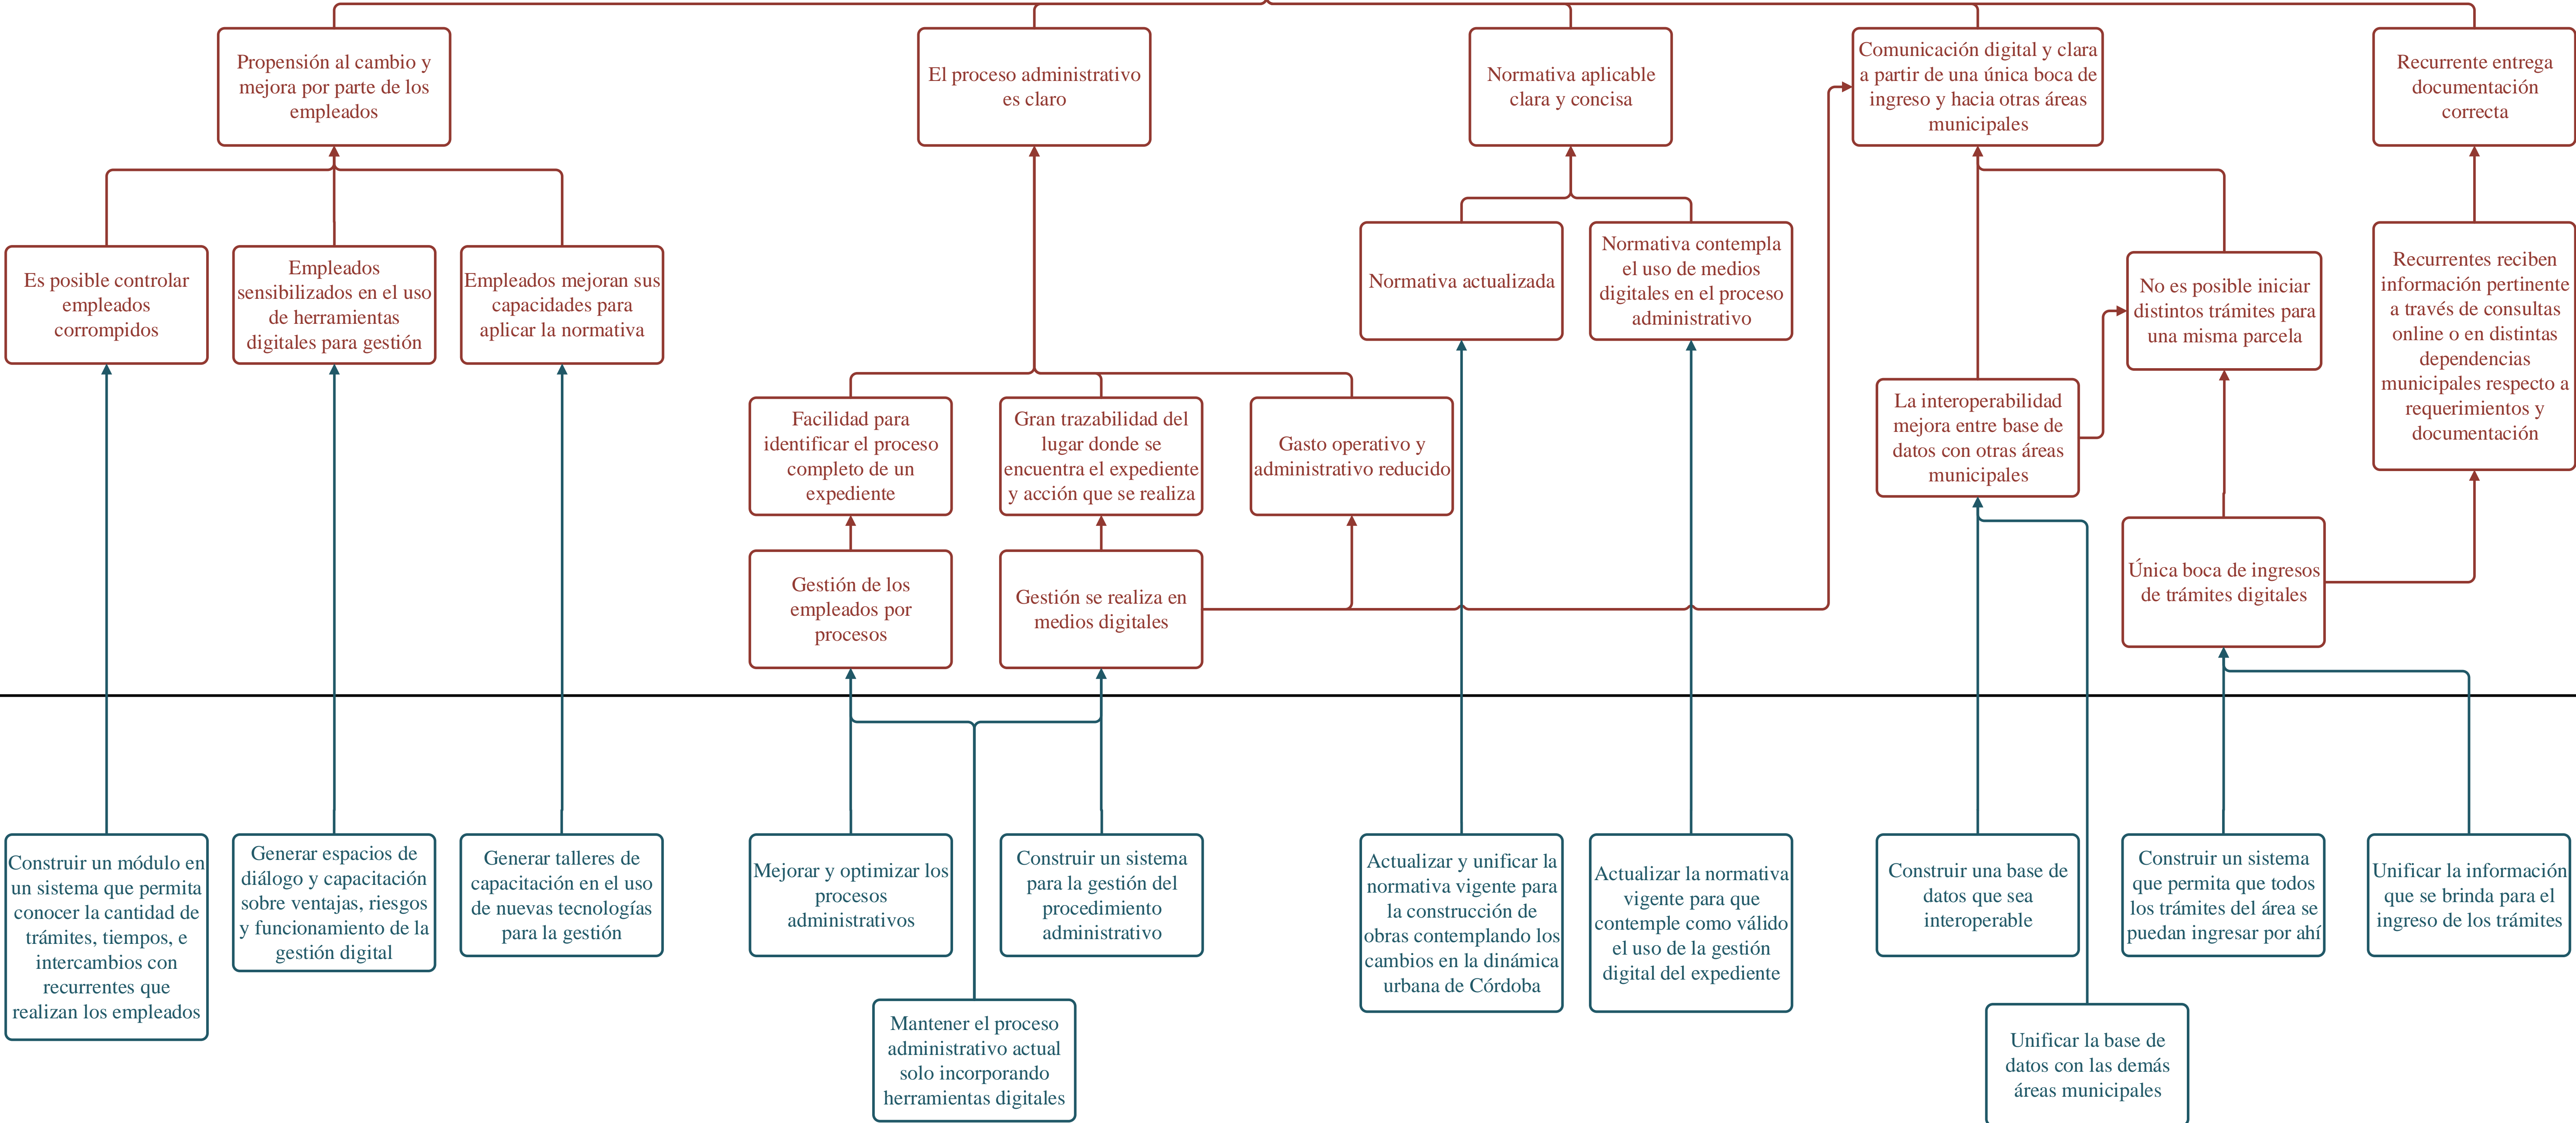 Propensión al cambio y
mejora por parte de los
empleados
El proceso administrativo
es claro
Normativa aplicable
clara y concisa
Comunicación digital y clara
a partir de una única boca de
ingreso y hacia otras áreas
municipales
Recurrente entrega
documentación
correcta
Es posible controlar
empleados
corrompidos
Empleados
sensibilizados en el uso
de herramientas
digitales para gestión
Empleados mejoran sus
capacidades para
aplicar la normativa
Normativa actualizada
Normativa contempla
el uso de medios
digitales en el proceso
administrativo
No es posible iniciar
distintos trámites para
una misma parcela
Recurrentes reciben
información pertinente
a través de consultas
online o en distintas
dependencias
municipales respecto a
requerimientos y
documentación
Facilidad para
identificar el proceso
completo de un
expediente
Gran trazabilidad del
lugar donde se
encuentra el expediente
y acción que se realiza
Gasto operativo y
administrativo reducido
La interoperabilidad
mejora entre base de
datos con otras áreas
municipales
Gestión de los
empleados por
procesos
Gestión se realiza en
medios digitales
Única boca de ingresos
de trámites digitales
Construir un módulo en
un sistema que permita
conocer la cantidad de
trámites, tiempos, e
intercambios con
recurrentes que
realizan los empleados
Generar espacios de
diálogo y capacitación
sobre ventajas, riesgos
y funcionamiento de la
gestión digital
Generar talleres de
capacitación en el uso
de nuevas tecnologías
para la gestión
Mejorar y optimizar los
procesos
administrativos
Construir un sistema
para la gestión del
procedimiento
administrativo
Actualizar y unificar la
normativa vigente para
la construcción de
obras contemplando los
cambios en la dinámica
urbana de Córdoba
Actualizar la normativa
vigente para que
contemple como válido
el uso de la gestión
digital del expediente
Construir una base de
datos que sea
interoperable
Construir un sistema
que permita que todos
los trámites del área se
puedan ingresar por ahí
Unificar la información
que se brinda para el
ingreso de los trámites
Mantener el proceso
administrativo actual
solo incorporando
herramientas digitales
Unificar la base de
datos con las demás
áreas municipales